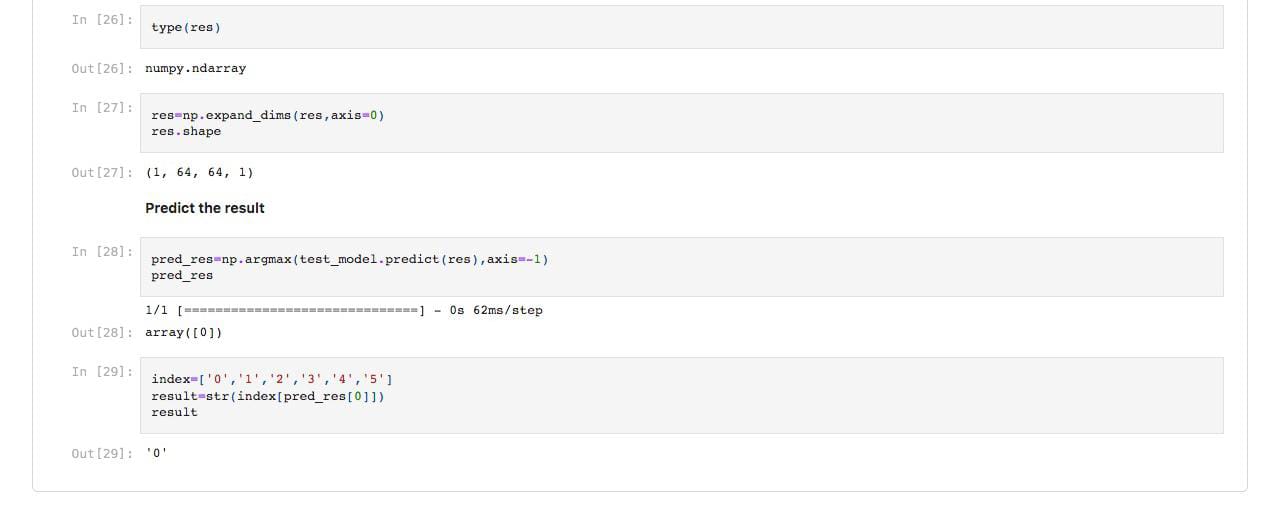 In [26]:
type(res)
Out[26]: numpy.ndarray
In [27]:
res=np.expand_dims(res,axis=0)
res.shape
Out[27]: (1, 64, 64, 1)
Predict the result
In [28]:
pred_res=np.argmax(test_model.predict(res),axis=-1)
pred_res
1/1 [==============================] - 0s 62ms/step
Out[28]: array([0])
In [29]:
index=['0','1','2','3','4','5']
result=str(index[pred_res[0]])
result
Out[29]: '0'